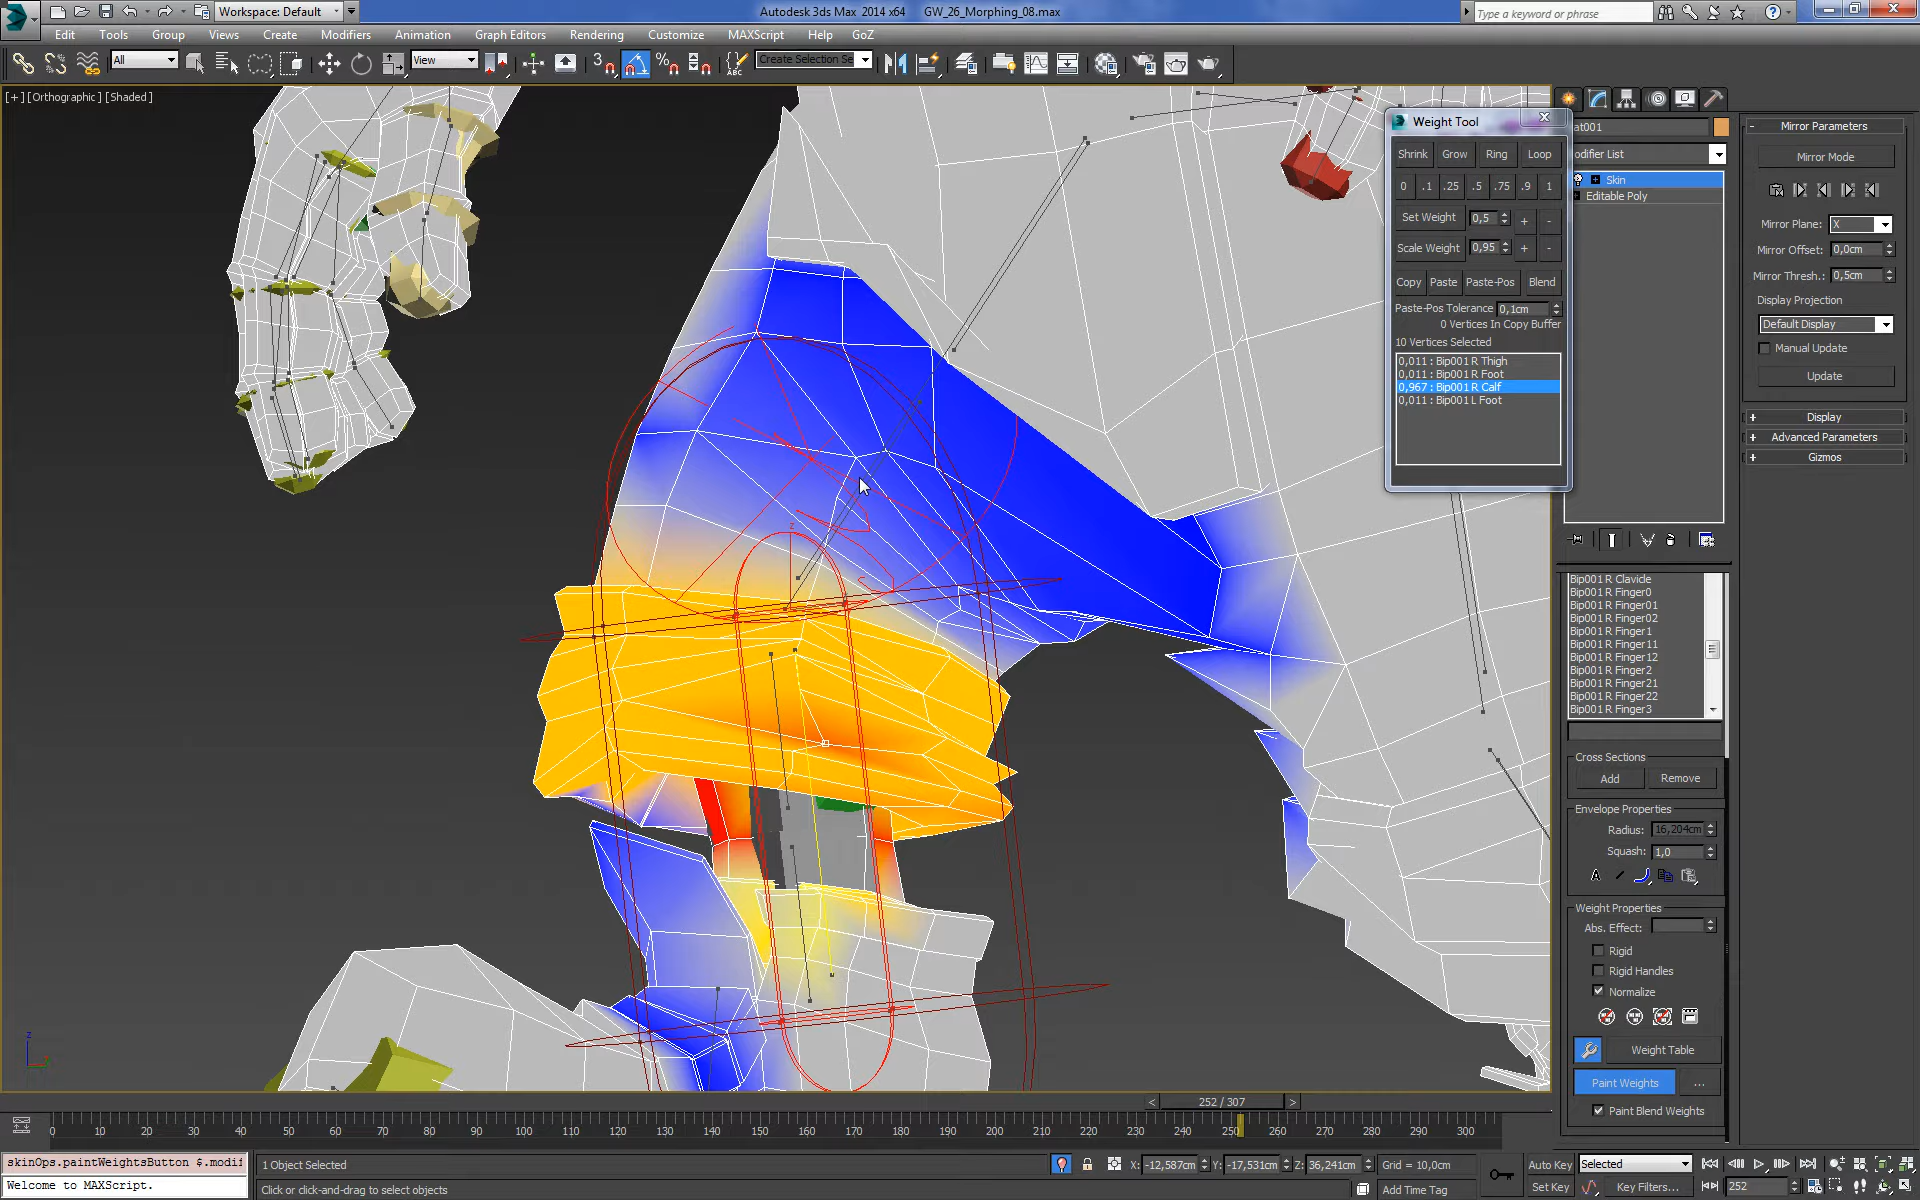 Workspace: Default
Autodesk 3ds Max 2014 x64 GW_26_Morphing_08.max
Type a keyword or phrase
Edit Tools Group Views Create Modifiers Animation Graph Editors Rendering Customize MAXScript Help GoZ
All
View
Create Selection Se
[+] [Orthographic] [Shaded]
Weight Tool
Shrink Grow Ring Loop
0 .1 .25 .5 .75 .9 1
Set Weight 0,5 + -
Scale Weight 0,95 + -
Copy Paste Paste-Pos Blend
Paste-Pos Tolerance 0,1cm
0 Vertices In Copy Buffer
10 Vertices Selected
0,011 : Bip001 R Thigh
0,011 : Bip001 R Foot
0,967 : Bip001 R Calf
0,011 : Bip001 L Foot
at001
odifier List
Skin
Editable Poly
Bip001 R Clavicle
Bip001 R Finger0
Bip001 R Finger01
Bip001 R Finger02
Bip001 R Finger1
Bip001 R Finger11
Bip001 R Finger12
Bip001 R Finger2
Bip001 R Finger21
Bip001 R Finger22
Bip001 R Finger3
Cross Sections
Add Remove
Envelope Properties
Radius: 16,204cm
Squash: 1,0
Weight Properties
Abs. Effect:
Rigid
Rigid Handles
Normalize
Weight Table
Paint Weights ...
Paint Blend Weights
- Mirror Parameters
Mirror Mode
Mirror Plane: X
Mirror Offset: 0,0cm
Mirror Thresh.: 0,5cm
Display Projection
Default Display
Manual Update
Update
+ Display
+ Advanced Parameters
+ Gizmos
< 252 / 307 >
0 10 20 30 40 50 60 70 80 90 100 110 120 130 140 150 160 170 180 190 200 210 220 230 240 250 260 270 280 290 300
skinOps.paintWeightsButton $.modif
Welcome to MAXScript.
1 Object Selected
Click or click-and-drag to select objects
X: -12,587cm Y: -17,531cm Z: 36,241cm Grid = 10,0cm
Add Time Tag
Auto Key Selected
Set Key Key Filters...
252